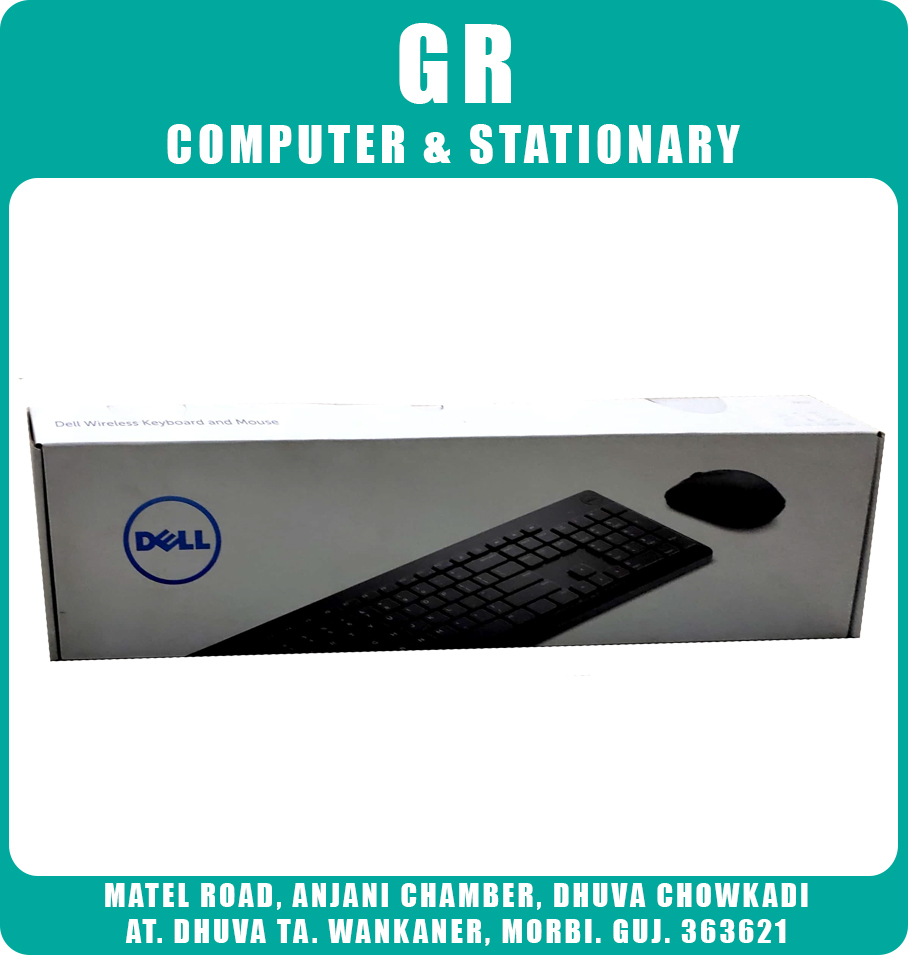 GR
COMPUTER & STATIONARY
Dell Wireless Keyboard and Mouse
DELL
MATEL ROAD, ANJANI CHAMBER, DHUVA CHOWKADI
AT. DHUVA TA. WANKANER, MORBI. GUJ. 363621